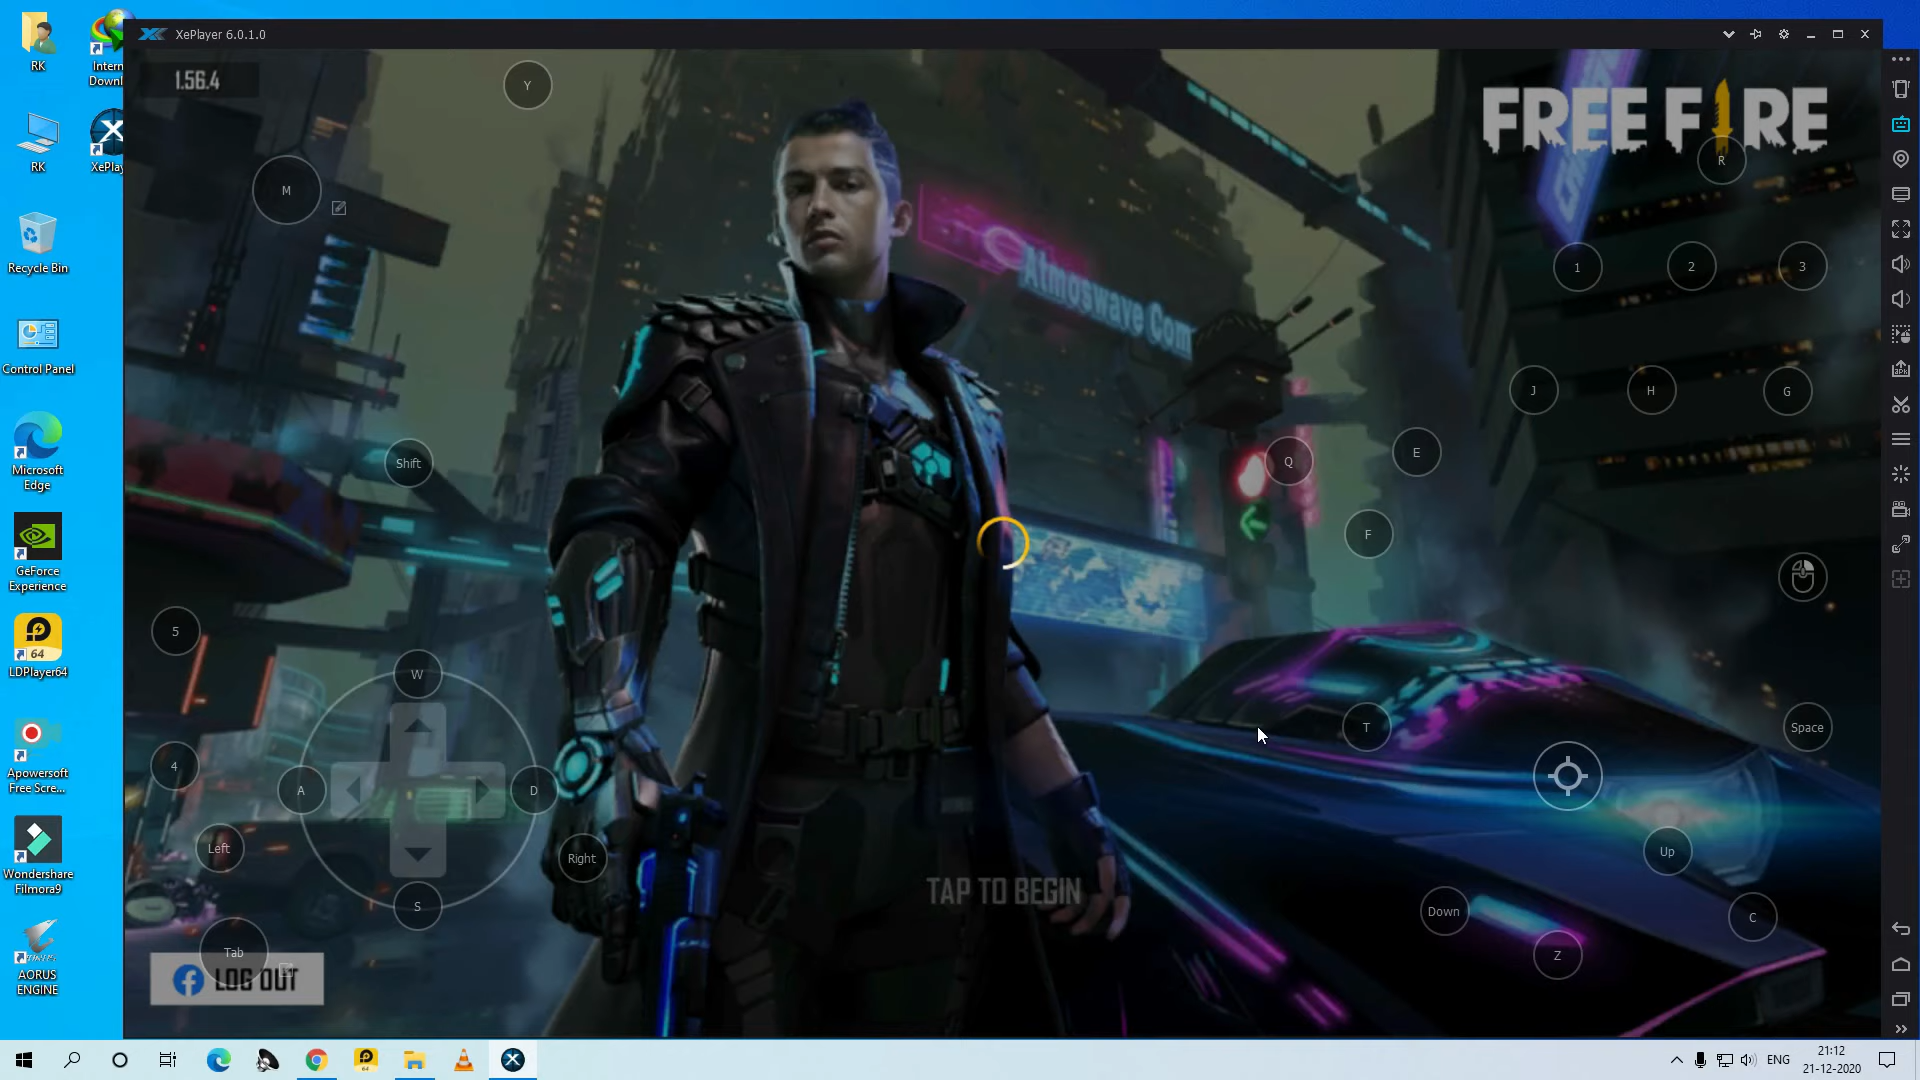 XePlayer 6.0.1.0
RK
Intern
Downl
1.56.4
Y
FREE FIRE
R
M
RK
XePlay
1
2
3
Recycle Bin
Control Panel
Atmoswave Com
J
H
G
Shift
Q
E
Microsoft
Edge
F
GeForce
Experience
5
LDPlayer64
64
W
T
Space
4
A
D
Apowersoft
Free Scre...
Left
Right
Up
Wondershare
Filmora9
TAP TO BEGIN
S
Down
C
Tab
Z
LOG OUT
AORUS
ENGINE
ENG
21:12
21-12-2020